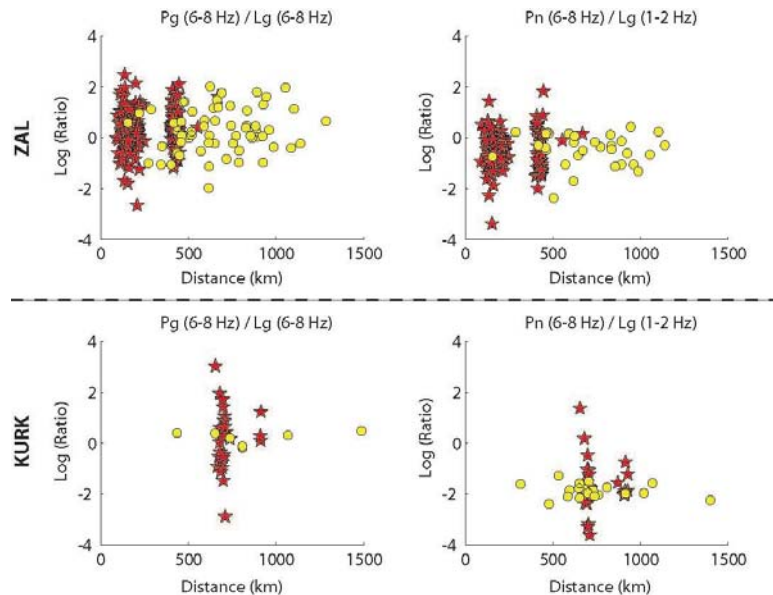 Pg (6-8 Hz) / Lg (6-8 Hz)
Pn (6-8 Hz) / Lg (1-2 Hz)
ZAL
Log (Ratio)
4
2
0
-2
-4
0
500
1000
1500
Distance (km)
Log (Ratio)
4
2
0
-2
-4
0
500
1000
1500
Distance (km)
Pg (6-8 Hz) / Lg (6-8 Hz)
Pn (6-8 Hz) / Lg (1-2 Hz)
KURK
Log (Ratio)
4
2
0
-2
-4
0
500
1000
1500
Distance (km)
Log (Ratio)
4
2
0
-2
-4
0
500
1000
1500
Distance (km)